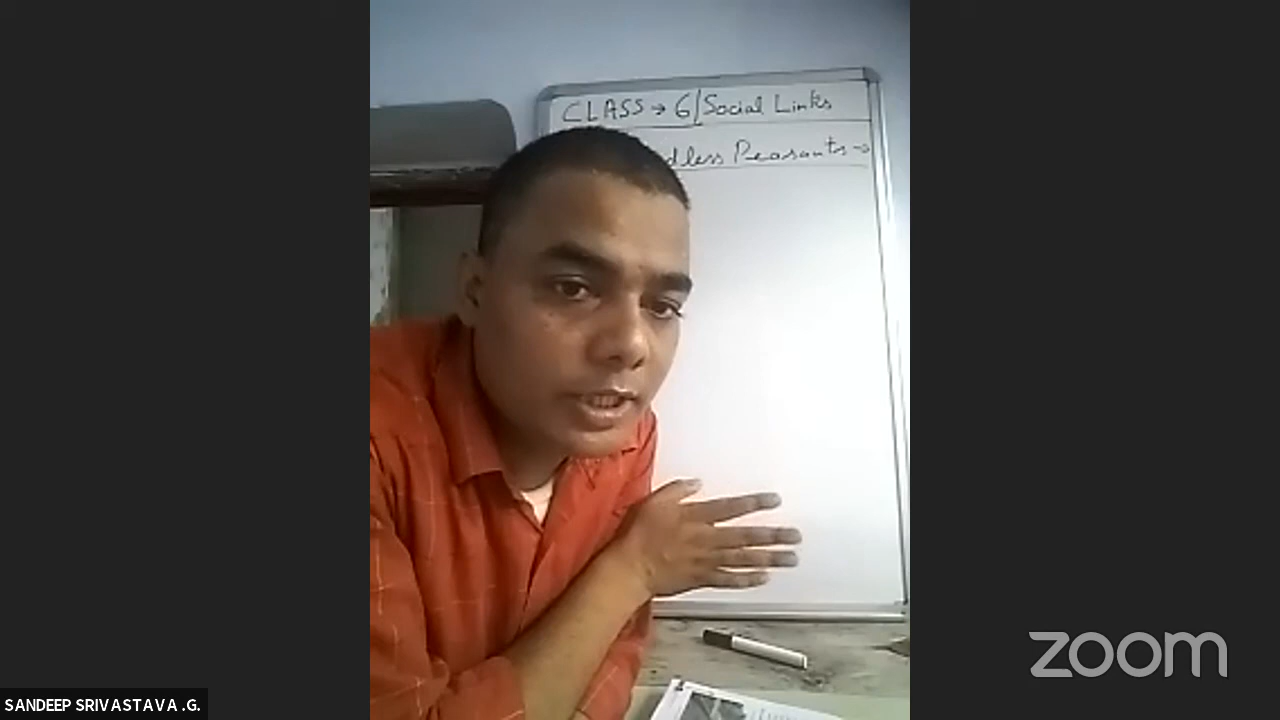 CLASS → 6/Social Links
dless Peasants →
zoom
SANDEEP SRIVASTAVA .G.